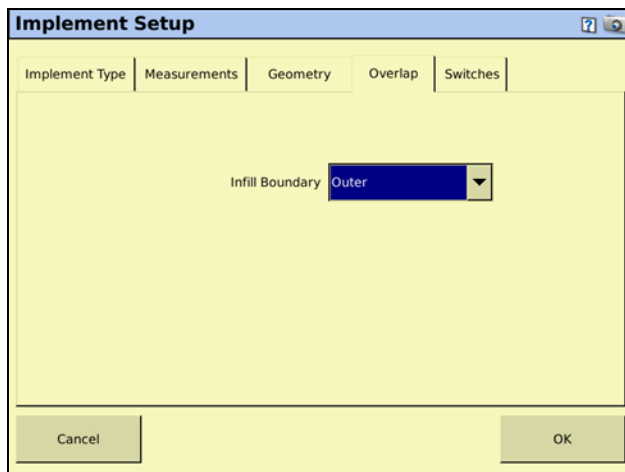 Implement Setup ?
Implement Type Measurements Geometry Overlap Switches
Infill Boundary Outer
Cancel OK